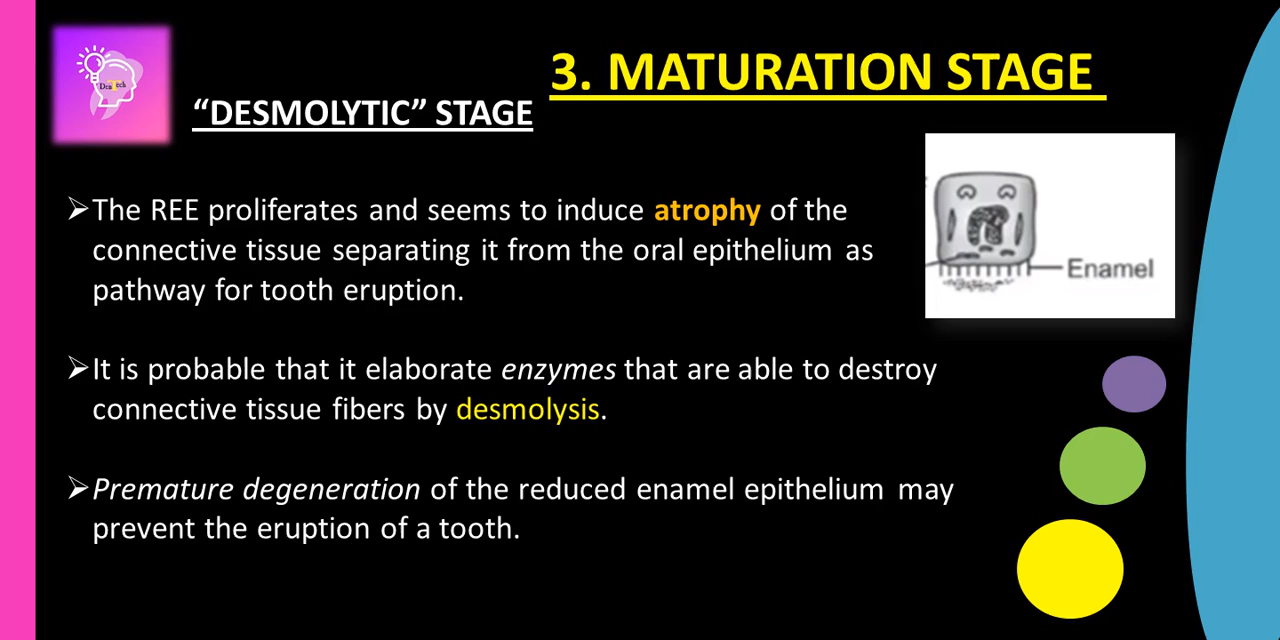 3. MATURATION STAGE
“DESMOLYTIC” STAGE
➢The REE proliferates and seems to induce atrophy of the
connective tissue separating it from the oral epithelium as
pathway for tooth eruption.
Enamel
➢It is probable that it elaborate enzymes that are able to destroy
connective tissue fibers by desmolysis.
➢Premature degeneration of the reduced enamel epithelium may
prevent the eruption of a tooth.